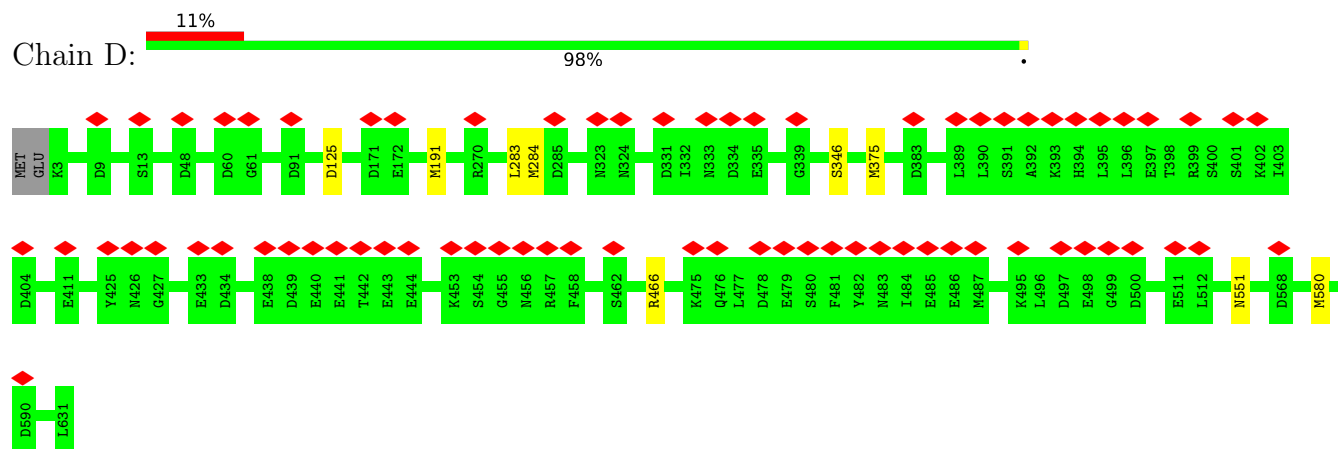 11%
Chain D:
98%
•
MET GLU K3 D9 S13 D48 D60 G61 D91 D125 D171 E172 M191 R270 L283 M284 D285 N323 N324 D331 I332 N333 D334 E335 G339 S346 M375 D383 L389 L390 S391 A392 K393 H394 L395 L396 E397 T398 R399 S400 S401 K402 I403
D404 E411 Y425 N426 G427 E433 D434 E438 D439 E440 E441 T442 E443 E444 K453 S454 G455 N456 R457 F458 S462 R466 K475 Q476 L477 D478 E479 S480 F481 Y482 N483 I484 E485 E486 M487 K495 L496 D497 E498 G499 D500 E511 L512 N551 D568 M580
D590 L631